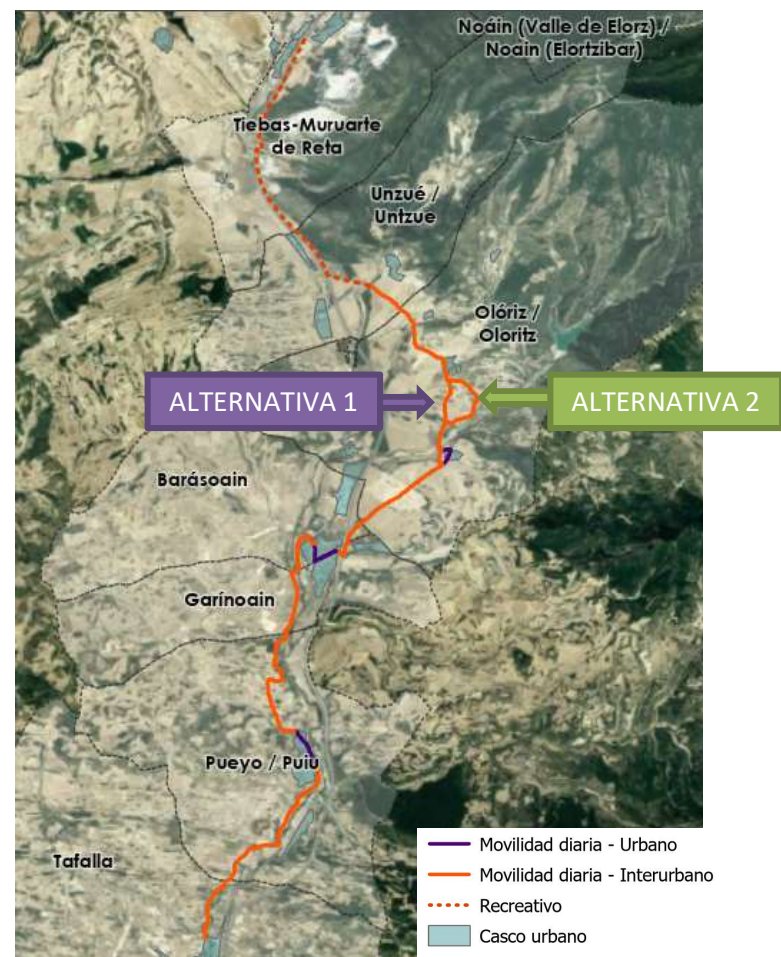 Noáin (Valle de Elorz) /
Noain (Elortzibar)
Tiebas-Muruarte
de Reta
Unzué /
Untzue
Olóriz /
Oloritz
ALTERNATIVA 1
ALTERNATIVA 2
Barásoain
Garínoain
Pueyo / Puiu
Tafalla
Movilidad diaria - Urbano
Movilidad diaria - Interurbano
Recreativo
Casco urbano